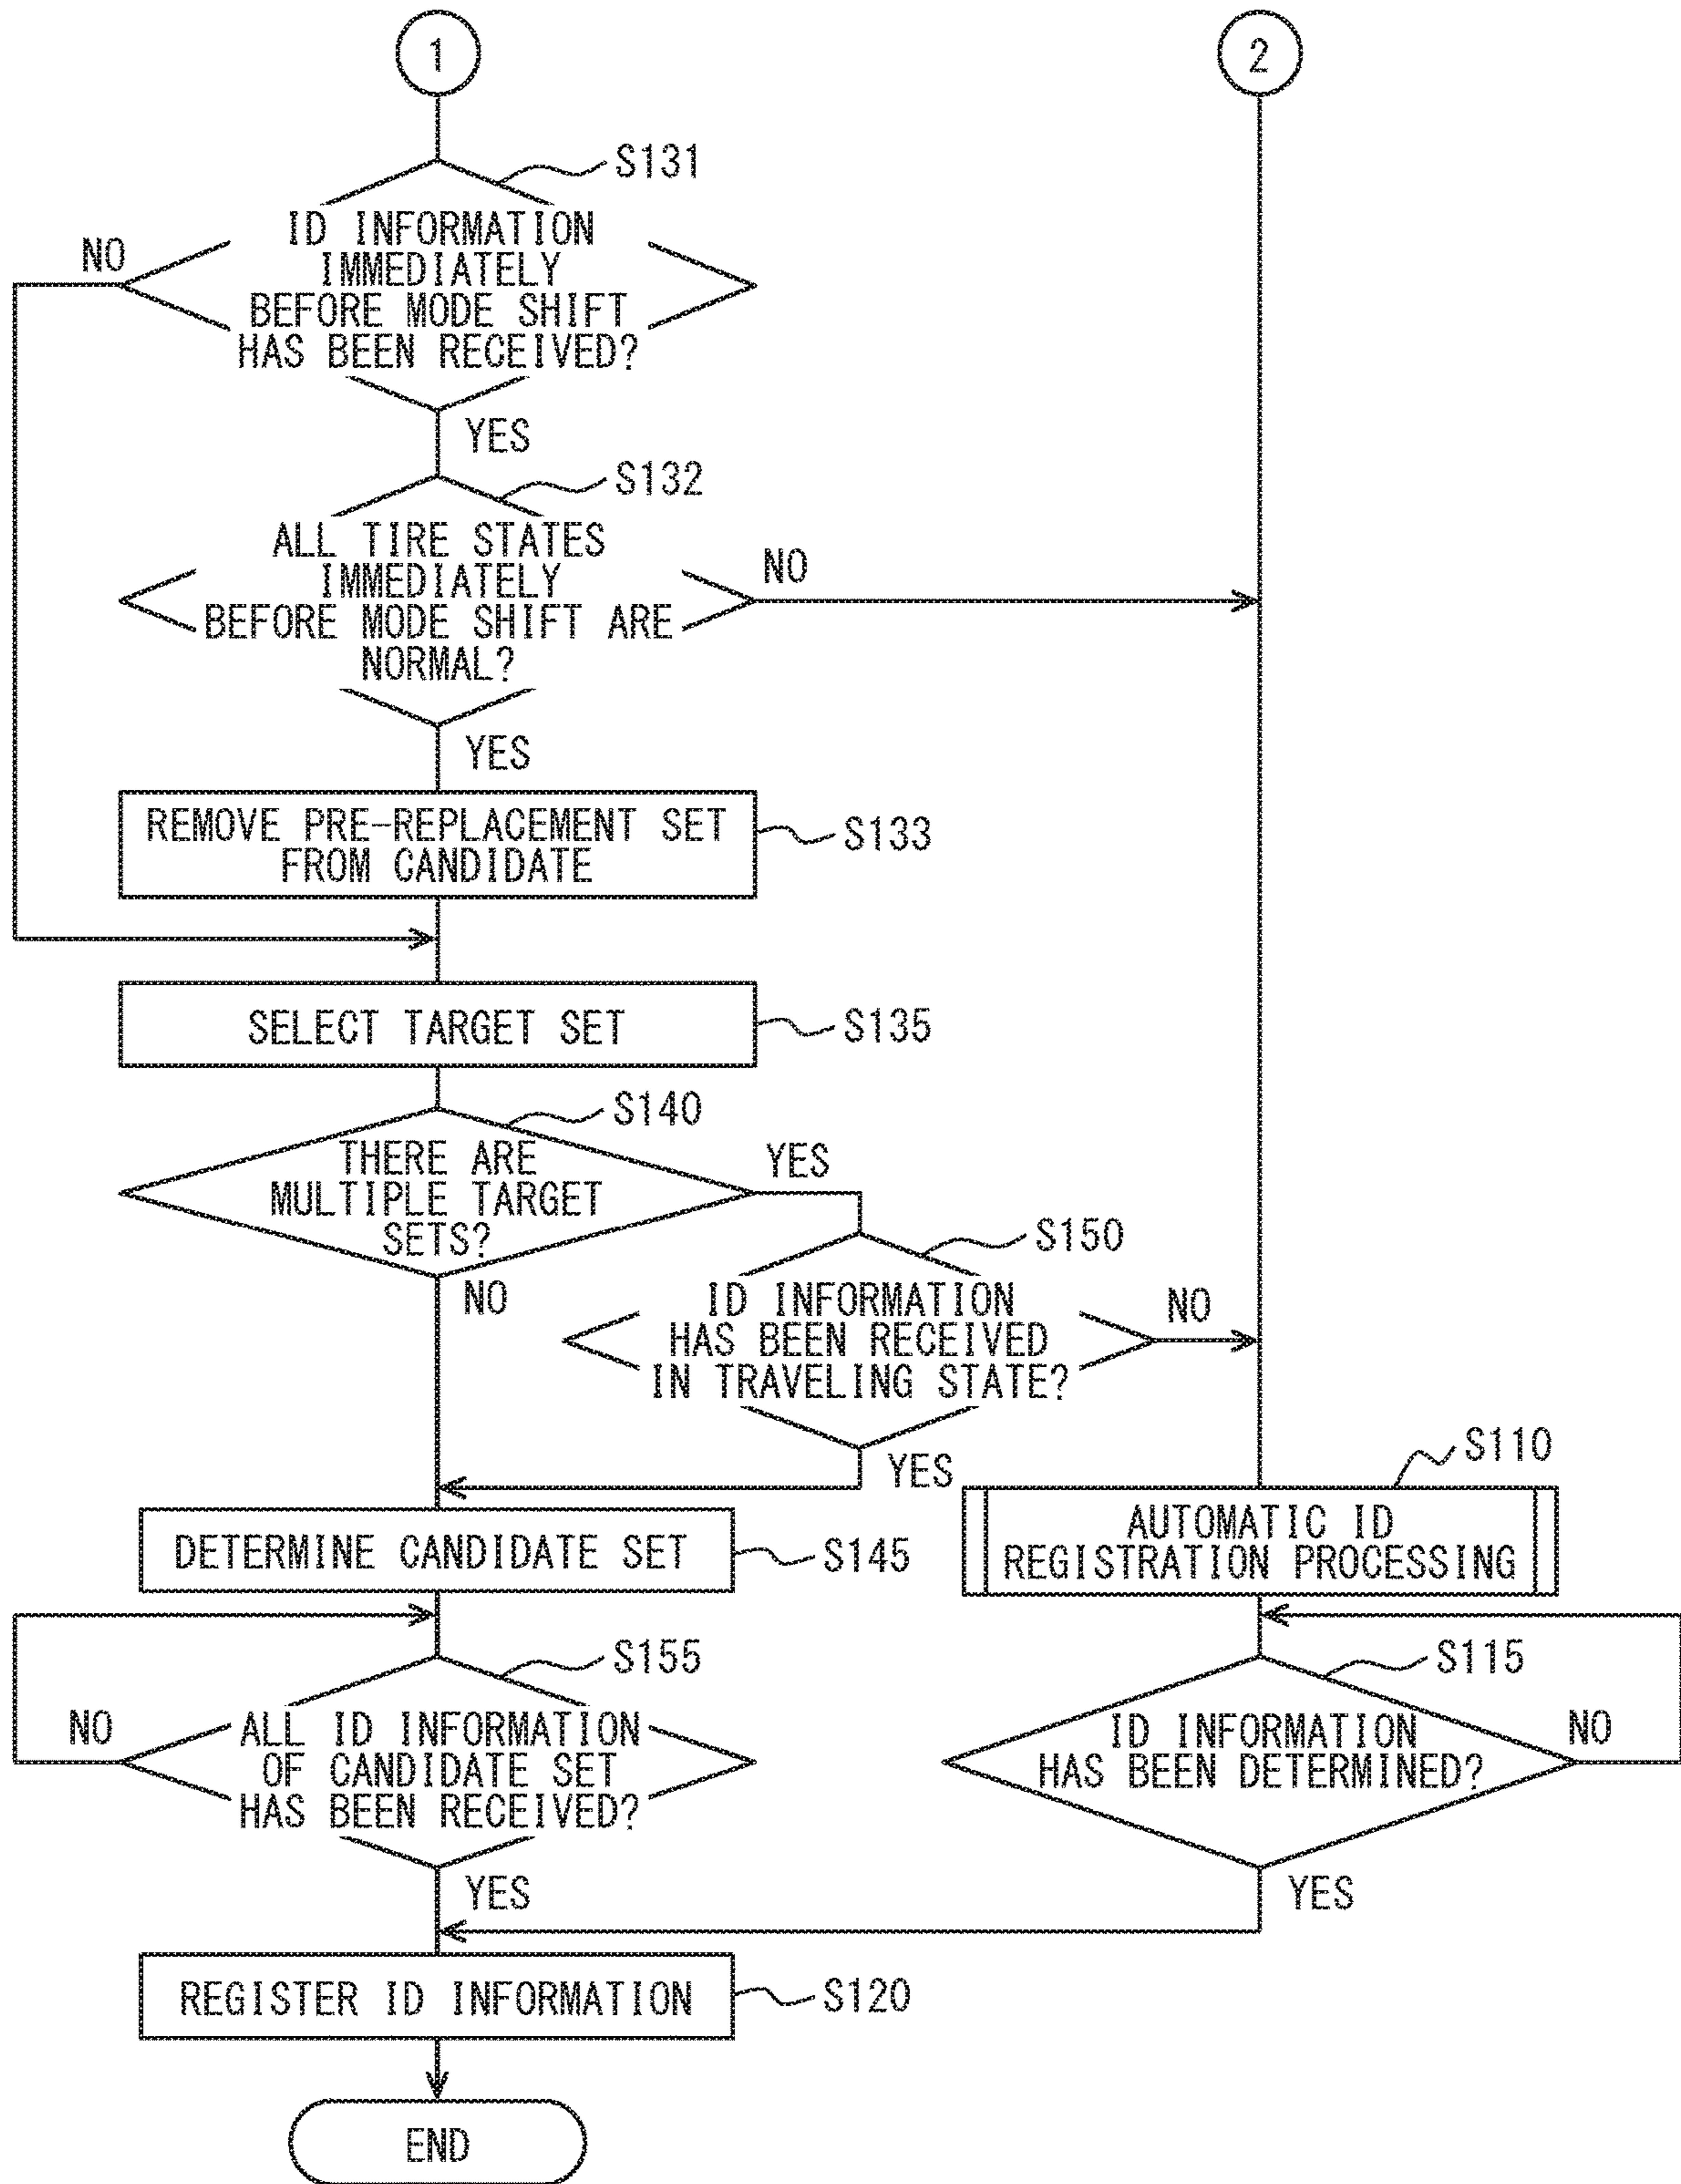 1
2
S131
ID INFORMATION
IMMEDIATELY
BEFORE MODE SHIFT
HAS BEEN RECEIVED?
NO
YES
S132
ALL TIRE STATES
IMMEDIATELY
BEFORE MODE SHIFT ARE
NORMAL?
NO
YES
REMOVE PRE-REPLACEMENT SET
FROM CANDIDATE
S133
SELECT TARGET SET
S135
S140
THERE ARE
MULTIPLE TARGET
SETS?
YES
NO
S150
ID INFORMATION
HAS BEEN RECEIVED
IN TRAVELING STATE?
NO
YES
S110
AUTOMATIC ID
REGISTRATION PROCESSING
DETERMINE CANDIDATE SET
S145
S155
ALL ID INFORMATION
OF CANDIDATE SET
HAS BEEN RECEIVED?
NO
YES
S115
ID INFORMATION
HAS BEEN DETERMINED?
NO
YES
REGISTER ID INFORMATION
S120
END